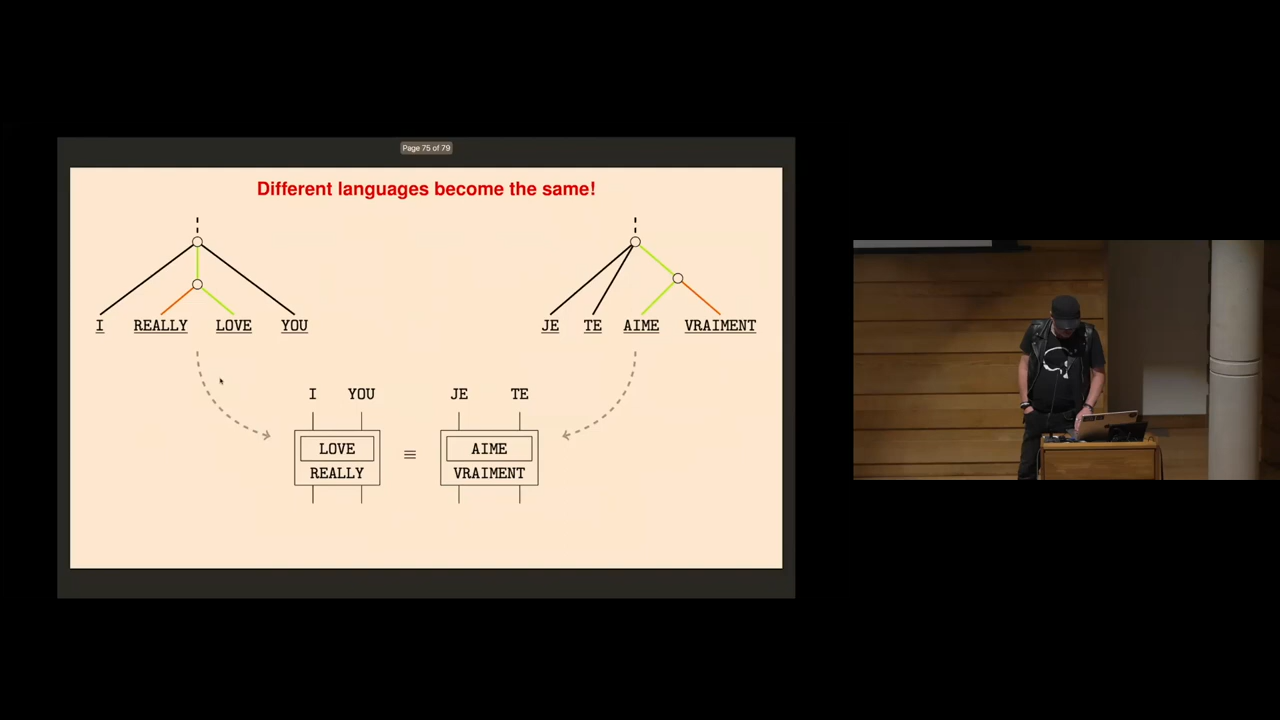 Page 75 of 79
Different languages become the same!
I REALLY LOVE YOU
JE TE AIME VRAIMENT
I YOU
LOVE
REALLY
≡
JE TE
AIME
VRAIMENT